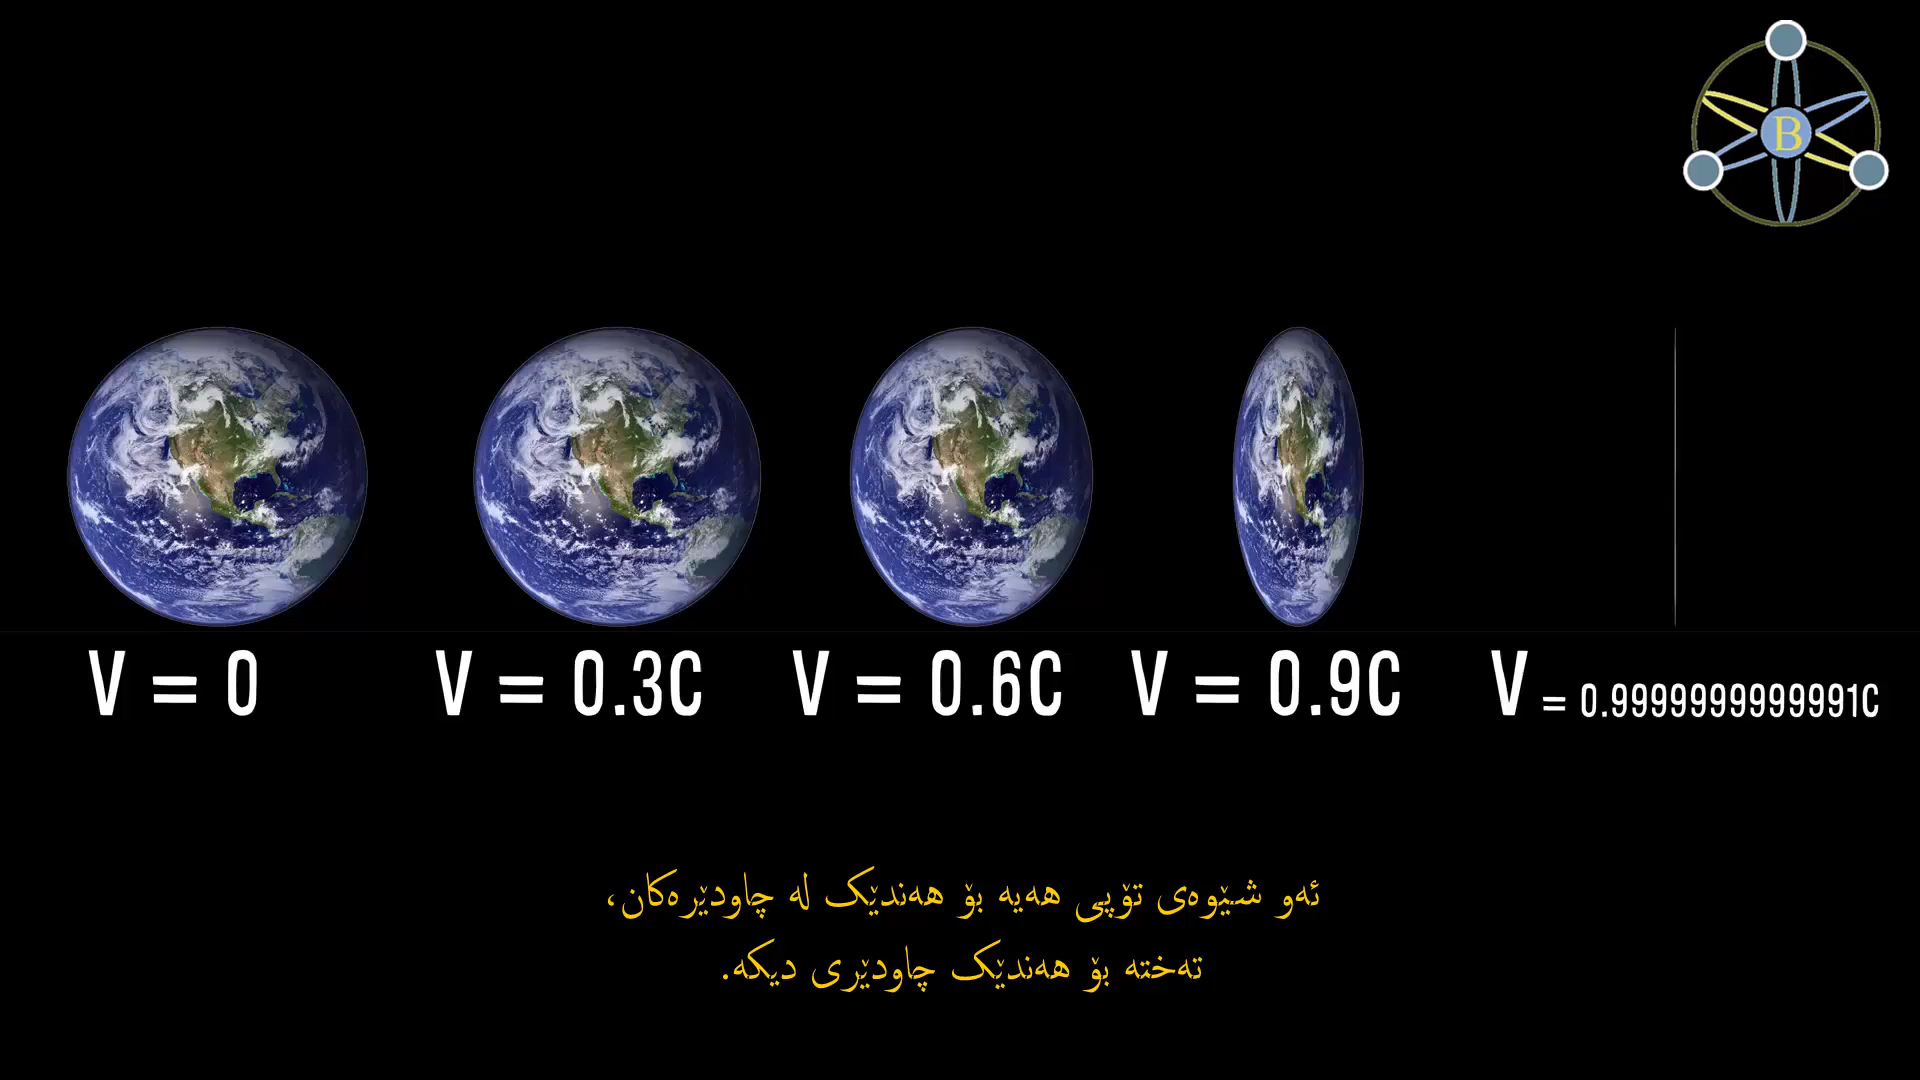 B
V = 0
V = 0.3C
V = 0.6C
V = 0.9C
V = 0.9999999999991C
ئەو شێوەی تۆپی هەیە بۆ هەندێک لە چاودێرەکان،
تەختە بۆ هەندێک چاودێری دیکە.